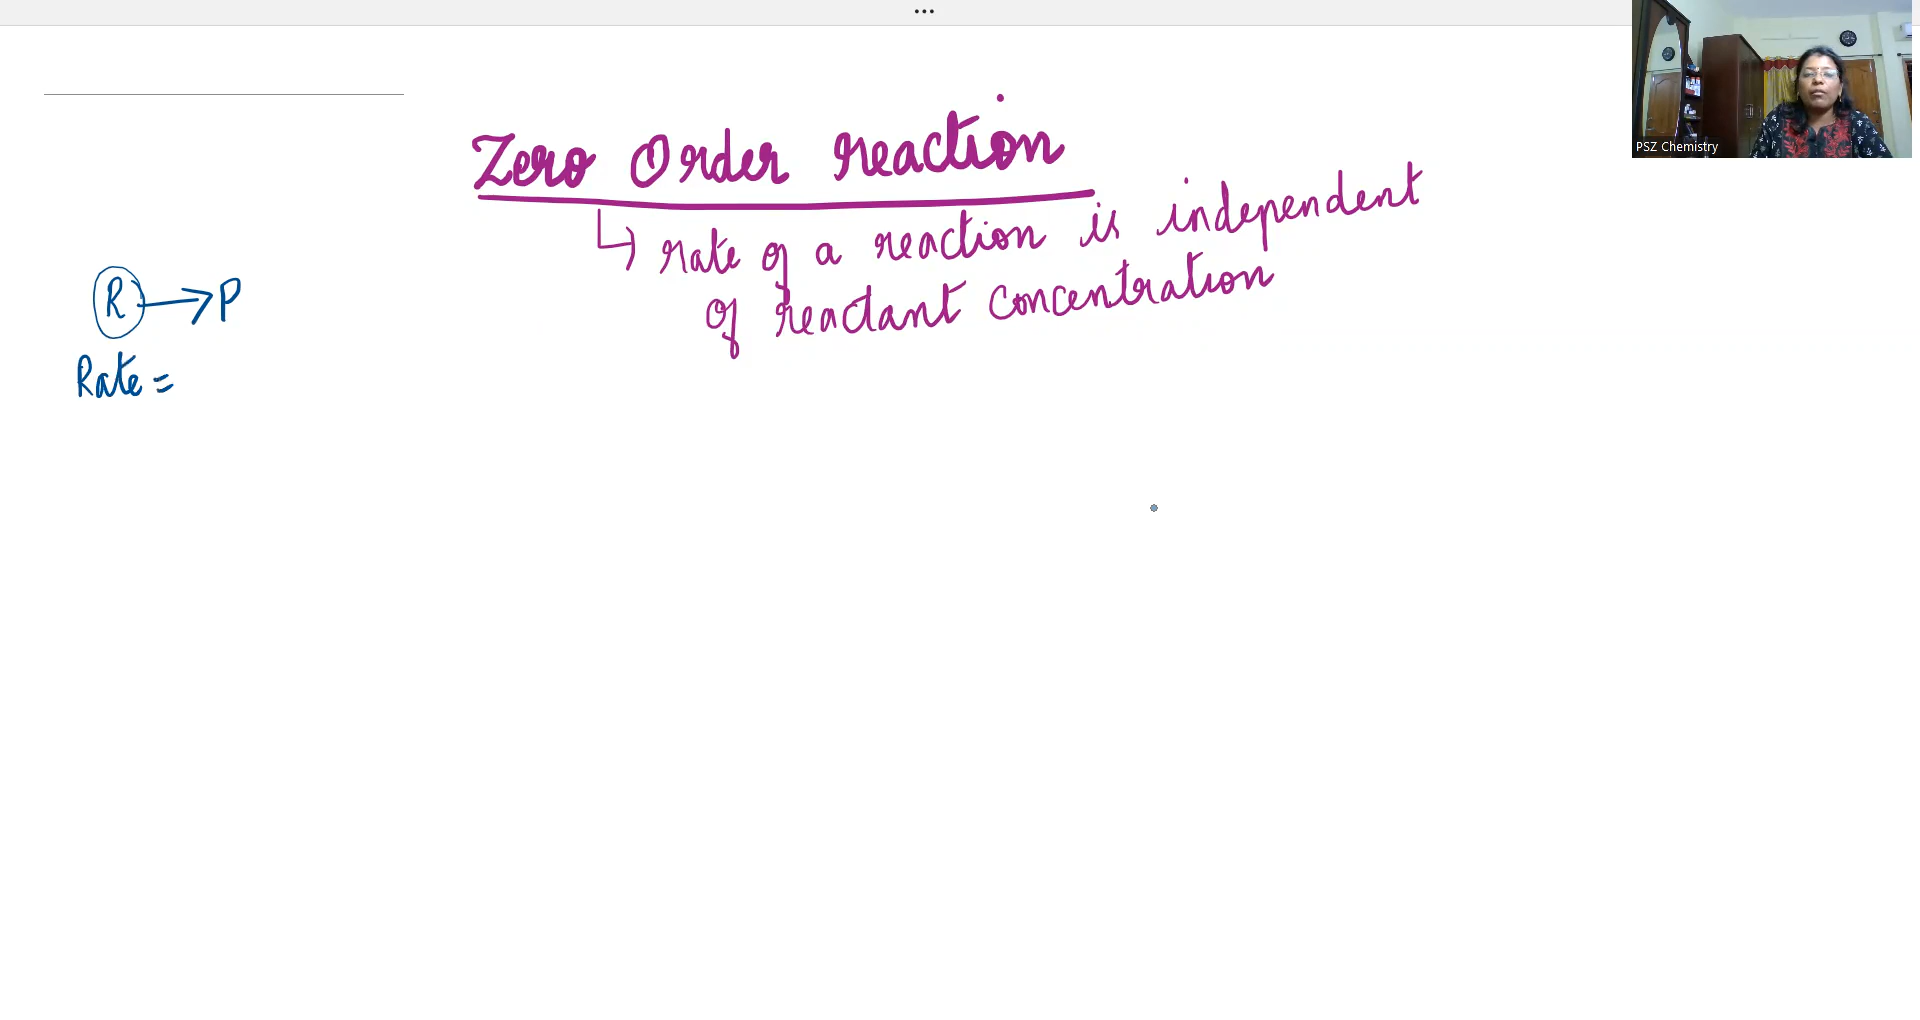 ...
PSZ Chemistry
Zero Order reaction
↳ rate of a reaction is independent
of reactant concentration
R → P
Rate =